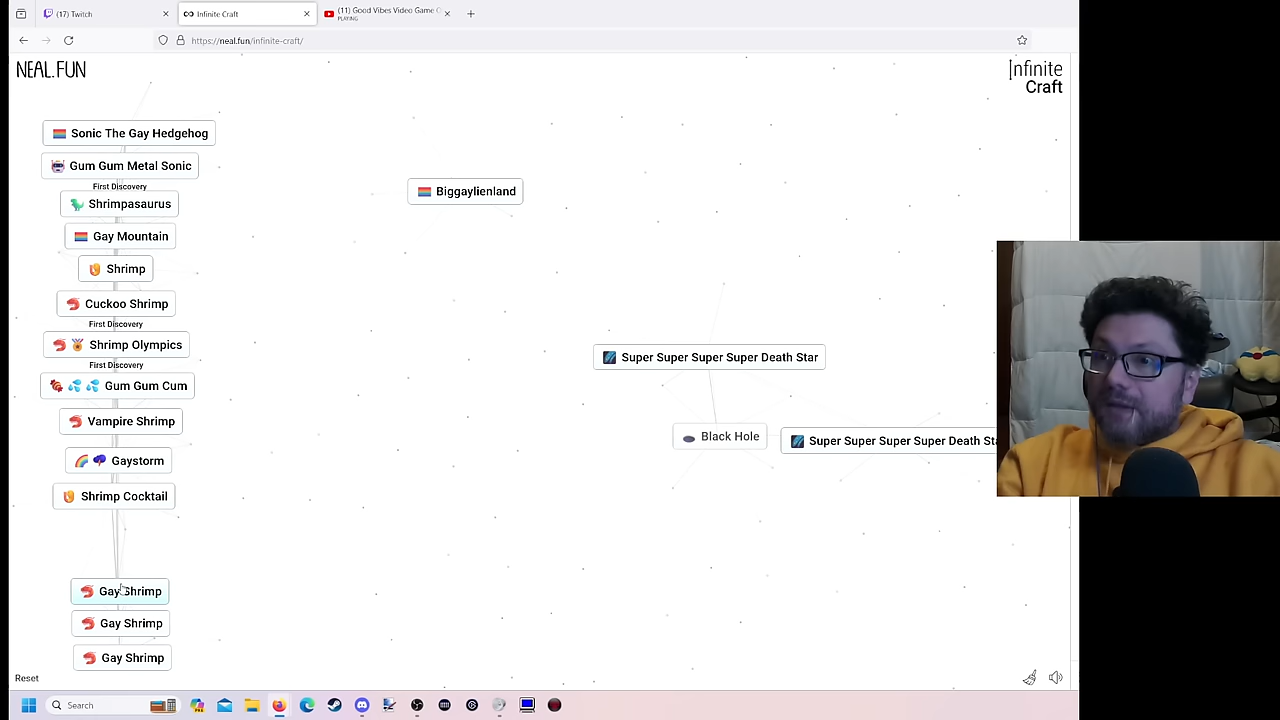 (17) Twitch
Infinite Craft
(11) Good Vibes Video Game
PLAYING
https://neal.fun/infinite-craft/
NEAL.FUN
Infinite
Craft
Sonic The Gay Hedgehog
Gum Gum Metal Sonic
First Discovery
Shrimpasaurus
Gay Mountain
Shrimp
Cuckoo Shrimp
First Discovery
Shrimp Olympics
First Discovery
Gum Gum Cum
Vampire Shrimp
Gaystorm
Shrimp Cocktail
Gay Shrimp
Gay Shrimp
Gay Shrimp
Biggaylienland
Super Super Super Super Death Star
Black Hole
Super Super Super Super Death Sta
Reset
Search